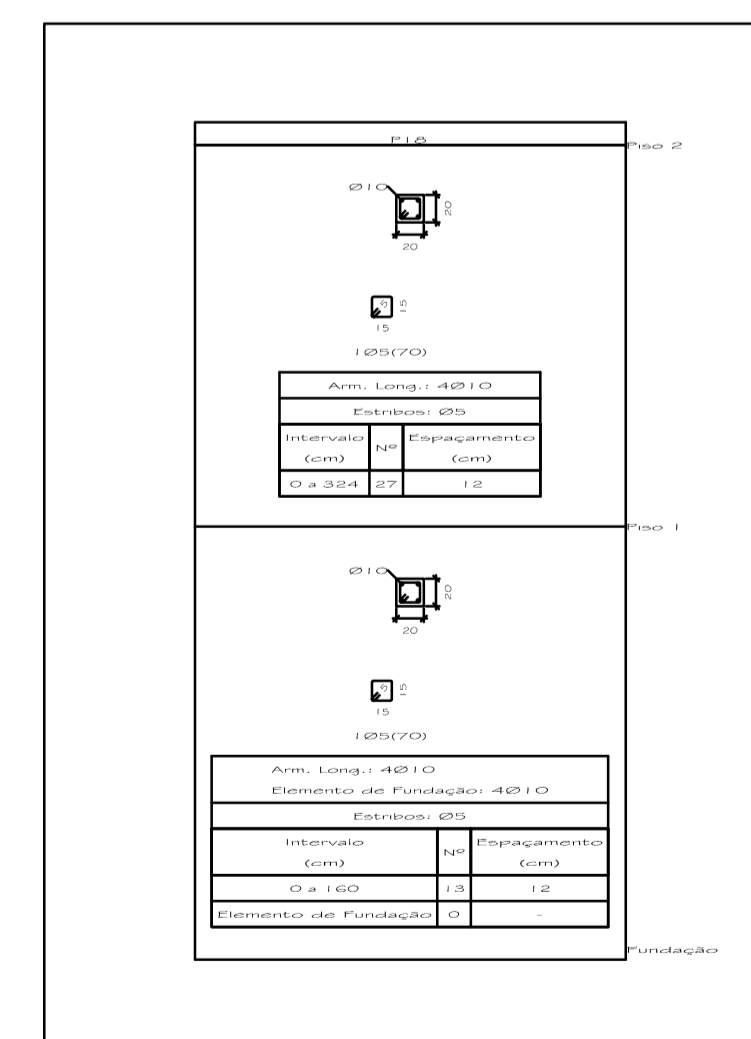 P18
Piso 2
Ø10
20
20
5
15
15
1Ø5(70)
Arm. Long.: 4Ø10
Estribos: Ø5
Intervalo (cm) Nº Espaçamento (cm)
0 a 324 27 12
Piso 1
Ø10
20
20
5
15
15
1Ø5(70)
Arm. Long.: 4Ø10
Elemento de Fundação: 4Ø10
Estribos: Ø5
Intervalo (cm) Nº Espaçamento (cm)
0 a 160 13 12
Elemento de Fundação 0 -
Fundação